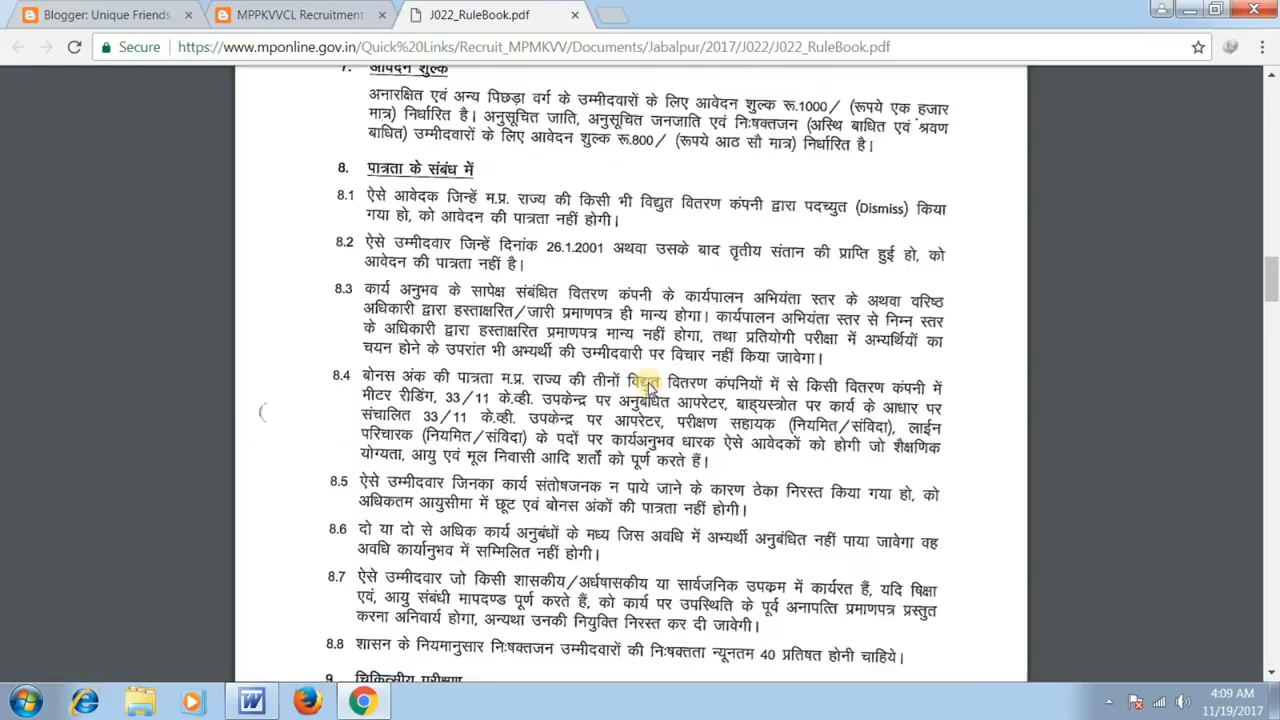 Blogger: Unique Friends
MPPKVVCL Recruitment
J022_RuleBook.pdf
Secure
https://www.mponline.gov.in/Quick%20Links/Recruit_MPMKVV/Documents/Jabalpur/2017/J022/J022_RuleBook.pdf
7. आवेदन शुल्क
अनारक्षित एवं अन्य पिछड़ा वर्ग के उम्मीदवारों के लिए आवेदन शुल्क रू.1000/ (रूपये एक हजार
मात्र) निर्धारित है। अनुसूचित जाति, अनुसूचित जनजाति एवं निःषक्तजन (अस्थि बाधित एवं श्रवण
बाधित) उम्मीदवारों के लिए आवेदन शुल्क रू.800/ (रूपये आठ सौ मात्र) निर्धारित है।
8. पात्रता के संबंध में
8.1 ऐसे आवेदक जिन्हें म.प्र. राज्य की किसी भी विद्युत वितरण कंपनी द्वारा पदच्युत (Dismiss) किया
गया हो, को आवेदन की पात्रता नहीं होगी।
8.2 ऐसे उम्मीदवार जिन्हें दिनांक 26.1.2001 अथवा उसके बाद तृतीय संतान की प्राप्ति हुई हो, को
आवेदन की पात्रता नहीं है।
8.3 कार्य अनुभव के सापेक्ष संबंधित वितरण कंपनी के कार्यपालन अभियंता स्तर के अथवा वरिष्ठ
अधिकारी द्वारा हस्ताक्षरित/जारी प्रमाणपत्र ही मान्य होगा। कार्यपालन अभियंता स्तर से निम्न स्तर
के अधिकारी द्वारा हस्ताक्षरित प्रमाणपत्र मान्य नहीं होगा, तथा प्रतियोगी परीक्षा में अभ्यर्थियों का
चयन होने के उपरांत भी अभ्यर्थी की उम्मीदवारी पर विचार नहीं किया जावेगा।
8.4 बोनस अंक की पात्रता म.प्र. राज्य की तीनों विद्युत वितरण कंपनियों में से किसी वितरण कंपनी में
मीटर रीडिंग, 33/11 के.व्ही. उपकेन्द्र पर अनुबंधित आपरेटर, बाह्यस्त्रोत पर कार्य के आधार पर
संचालित 33/11 के.व्ही. उपकेन्द्र पर आपरेटर, परीक्षण सहायक (नियमित/संविदा), लाईन
परिचारक (नियमित/संविदा) के पदों पर कार्यअनुभव धारक ऐसे आवेदकों को होगी जो शैक्षणिक
योग्यता, आयु एवं मूल निवासी आदि शर्तो को पूर्ण करते हैं।
8.5 ऐसे उम्मीदवार जिनका कार्य संतोषजनक न पाये जाने के कारण ठेका निरस्त किया गया हो, को
अधिकतम आयुसीमा में छूट एवं बोनस अंकों की पात्रता नहीं होगी।
8.6 दो या दो से अधिक कार्य अनुबंधों के मध्य जिस अवधि में अभ्यर्थी अनुबंधित नहीं पाया जावेगा वह
अवधि कार्यानुभव में सम्मिलित नहीं होगी।
8.7 ऐसे उम्मीदवार जो किसी शासकीय/अर्धषासकीय या सार्वजनिक उपक्रम में कार्यरत हैं, यदि षिक्षा
एवं, आयु संबंधी मापदण्ड पूर्ण करते हैं, को कार्य पर उपस्थिति के पूर्व अनापत्ति प्रमाणपत्र प्रस्तुत
करना अनिवार्य होगा, अन्यथा उनकी नियुक्ति निरस्त कर दी जावेगी।
8.8 शासन के नियमानुसार निःषक्तजन उम्मीदवारों की निःषक्तता न्यूनतम 40 प्रतिषत होनी चाहिये।
9 चिकित्सीय परीक्षण
4:09 AM
11/19/2017